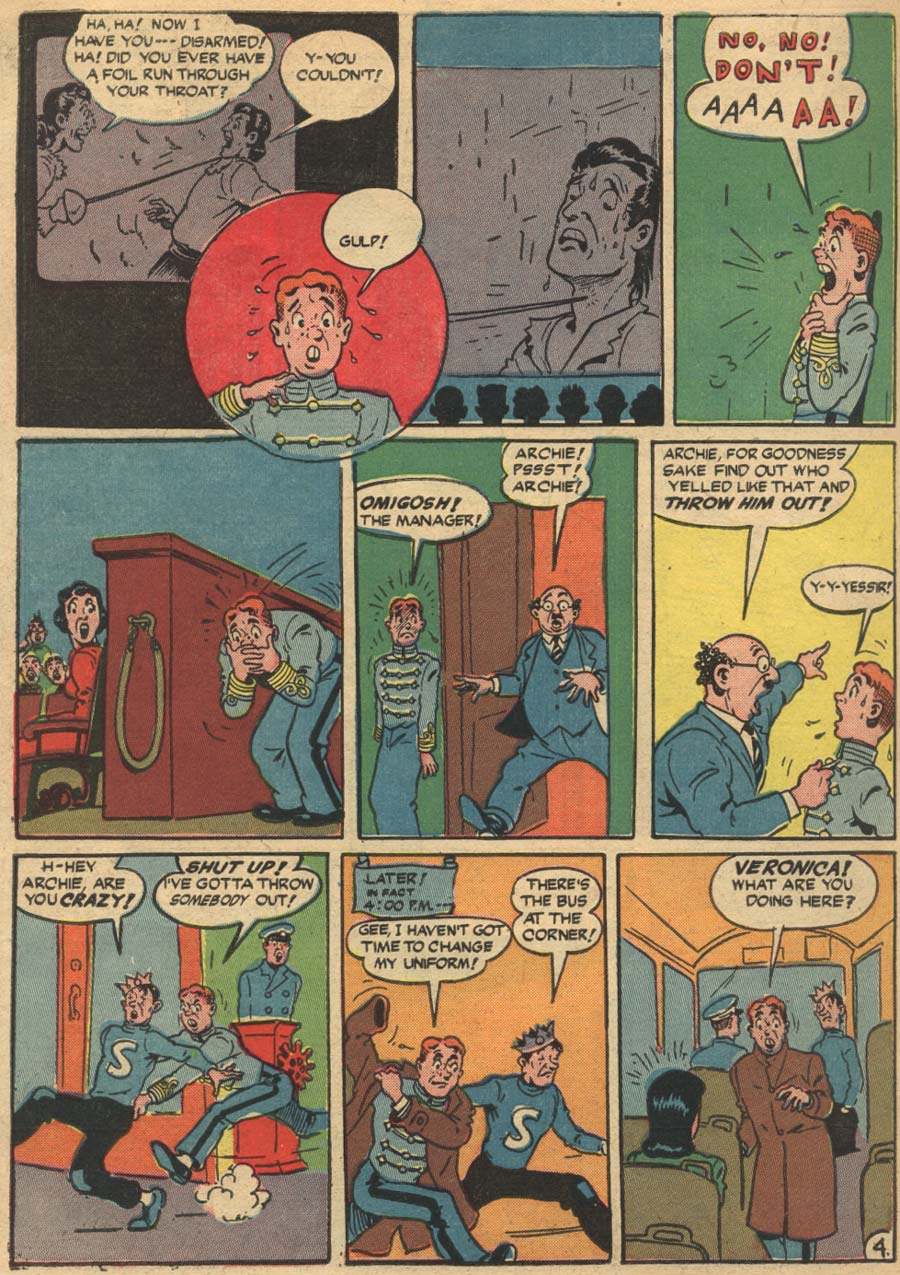 HA, HA! NOW I
HAVE YOU--- DISARMED!
HA! DID YOU EVER HAVE
A FOIL RUN THROUGH
YOUR THROAT?
Y-YOU
COULDN'T!
GULP!
NO, NO!
DON'T!
AAAA AA!
OMIGOSH!
THE MANAGER!
ARCHIE!
PSSST!
ARCHIE!
ARCHIE, FOR GOODNESS
SAKE FIND OUT WHO
YELLED LIKE THAT AND
THROW HIM OUT!
Y-Y-YESSIR!
H-HEY
ARCHIE, ARE
YOU CRAZY!
SHUT UP!
I'VE GOTTA THROW
SOMEBODY OUT!
S
LATER!
IN FACT
4:00 P.M.---
GEE, I HAVEN'T GOT
TIME TO CHANGE
MY UNIFORM!
THERE'S
THE BUS
AT THE
CORNER!
S
VERONICA!
WHAT ARE YOU
DOING HERE?
4